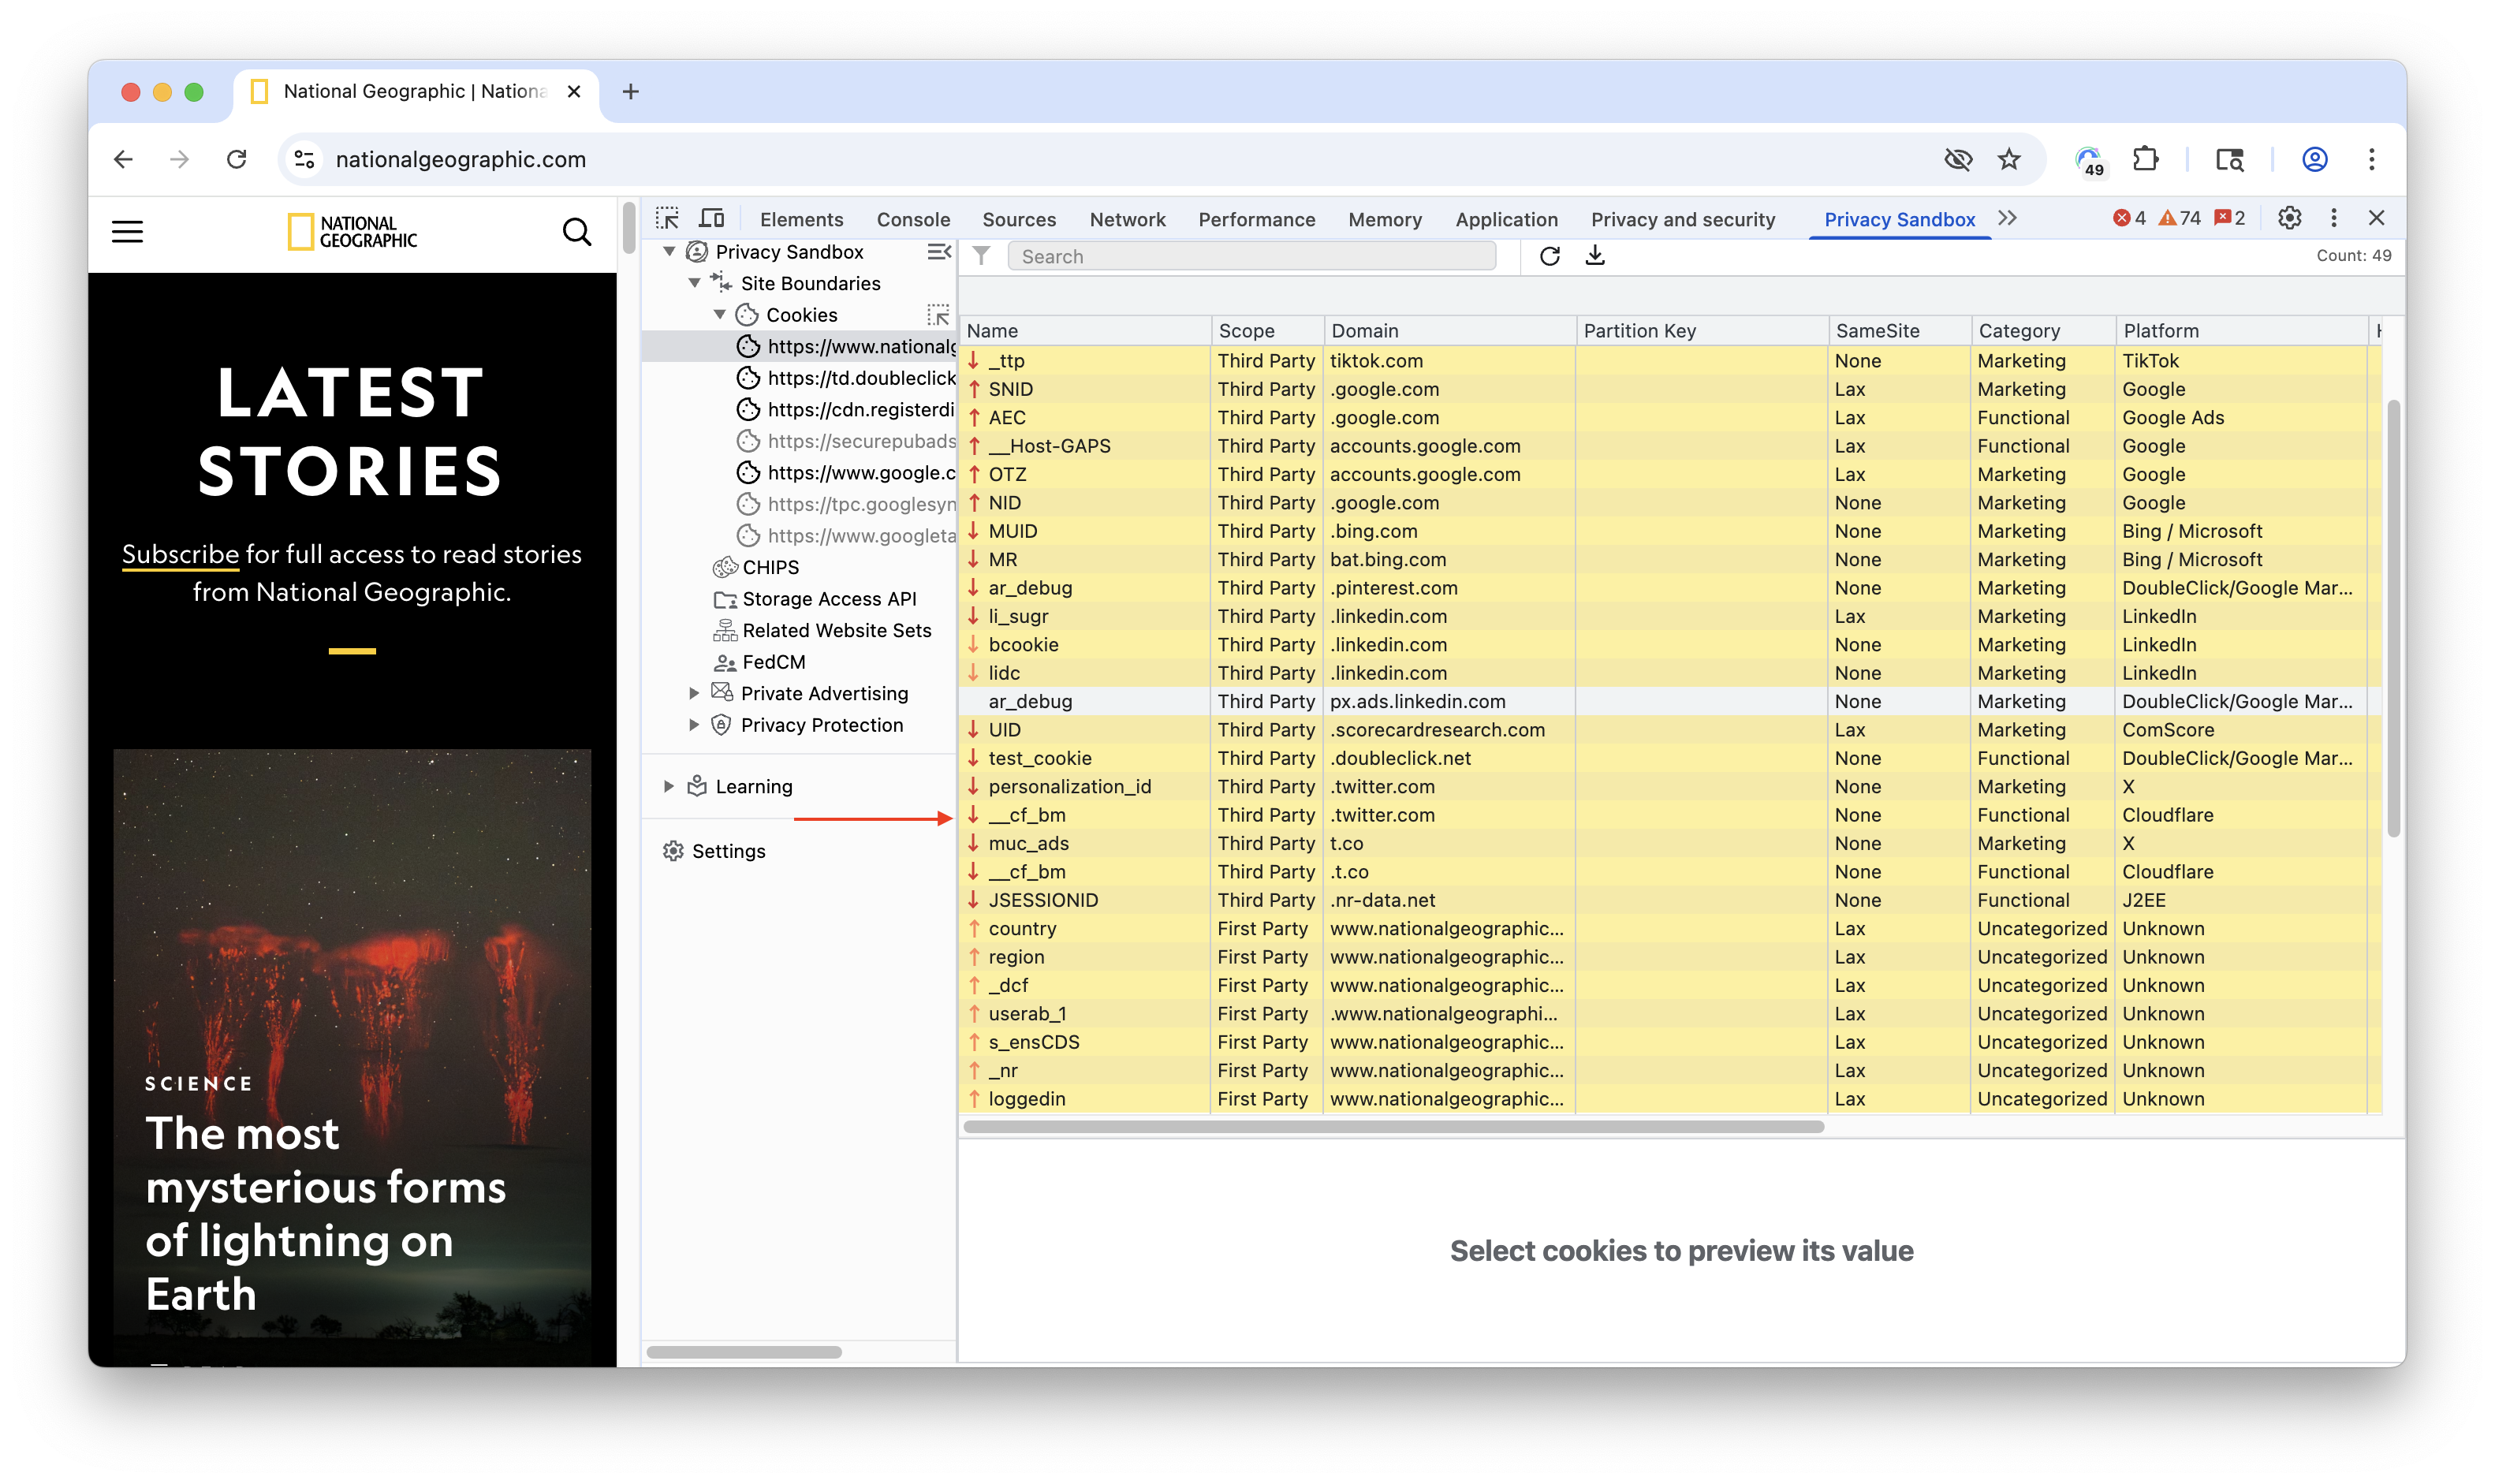 National Geographic | Nationa
nationalgeographic.com
49
NATIONAL
GEOGRAPHIC
LATEST
STORIES
Subscribe for full access to read stories
from National Geographic.
SCIENCE
The most
mysterious forms
of lightning on
Earth
Elements Console Sources Network Performance Memory Application Privacy and security Privacy Sandbox 4 74 2
Privacy Sandbox
Site Boundaries
Cookies
https://www.national
https://td.doubleclick
https://cdn.registerdi
https://securepubads
https://www.google.c
https://tpc.googlesyn
https://www.googleta
CHIPS
Storage Access API
Related Website Sets
FedCM
Private Advertising
Privacy Protection
Learning
Settings
Search Count: 49
Name Scope Domain Partition Key SameSite Category Platform
_ttp Third Party tiktok.com None Marketing TikTok
SNID Third Party .google.com Lax Marketing Google
AEC Third Party .google.com Lax Functional Google Ads
__Host-GAPS Third Party accounts.google.com Lax Functional Google
OTZ Third Party accounts.google.com Lax Marketing Google
NID Third Party .google.com None Marketing Google
MUID Third Party .bing.com None Marketing Bing / Microsoft
MR Third Party bat.bing.com None Marketing Bing / Microsoft
ar_debug Third Party .pinterest.com None Marketing DoubleClick/Google Mar...
li_sugr Third Party .linkedin.com Lax Marketing LinkedIn
bcookie Third Party .linkedin.com None Marketing LinkedIn
lidc Third Party .linkedin.com None Marketing LinkedIn
ar_debug Third Party px.ads.linkedin.com None Marketing DoubleClick/Google Mar...
UID Third Party .scorecardresearch.com Lax Marketing ComScore
test_cookie Third Party .doubleclick.net None Functional DoubleClick/Google Mar...
personalization_id Third Party .twitter.com None Marketing X
__cf_bm Third Party .twitter.com None Functional Cloudflare
muc_ads Third Party t.co None Marketing X
__cf_bm Third Party .t.co None Functional Cloudflare
JSESSIONID Third Party .nr-data.net None Functional J2EE
country First Party www.nationalgeographic... Lax Uncategorized Unknown
region First Party www.nationalgeographic... Lax Uncategorized Unknown
_dcf First Party www.nationalgeographic... Lax Uncategorized Unknown
userab_1 First Party .www.nationalgeographi... Lax Uncategorized Unknown
s_ensCDS First Party www.nationalgeographic... Lax Uncategorized Unknown
_nr First Party www.nationalgeographic... Lax Uncategorized Unknown
loggedin First Party www.nationalgeographic... Lax Uncategorized Unknown
Select cookies to preview its value